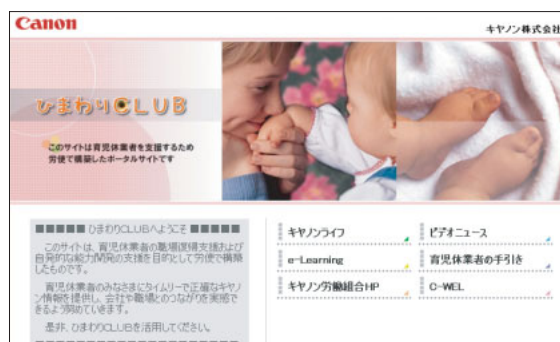 Canon
キヤノン株式会社
ひまわりCLUB
このサイトは育児休業者を支援するため
労使で構築したポータルサイトです
■■■■■ ひまわりCLUBへようこそ ■■■■■
このサイトは、育児休業者の職場復帰支援および
自発的な能力開発の支援を目的として労使で構築
したものです。
育児休業者のみなさまにタイムリーで正確なキヤノ
ン情報を提供し、会社や職場とのつながりを実感で
きるよう努めていきます。
是非、ひまわりCLUBを活用してください。
キヤノンライフ
ビデオニュース
e-Learning
育児休業者の手引き
キヤノン労働組合HP
C-WEL